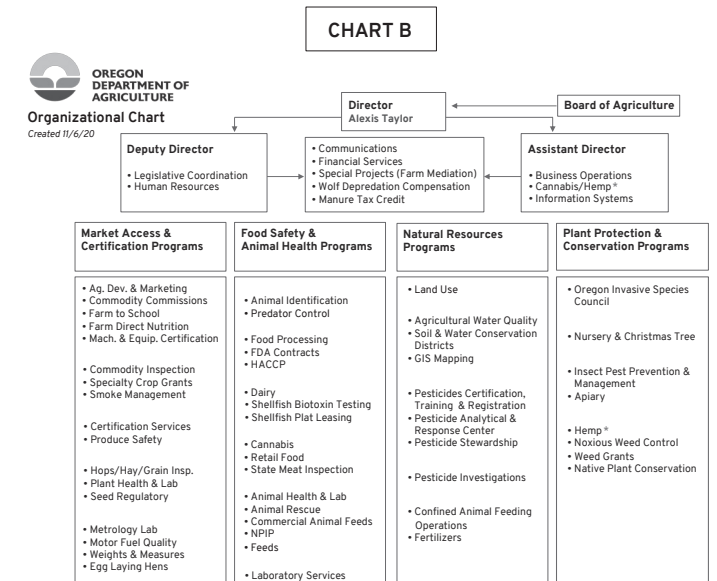 CHART B
OREGON
DEPARTMENT OF
AGRICULTURE
Organizational Chart
Created 11/6/20
Director
Alexis Taylor
Board of Agriculture
Deputy Director
• Legislative Coordination
• Human Resources
• Communications
• Financial Services
• Special Projects (Farm Mediation)
• Wolf Depredation Compensation
• Manure Tax Credit
Assistant Director
• Business Operations
• Cannabis/Hemp*
• Information Systems
Market Access &
Certification Programs
• Ag. Dev. & Marketing
• Commodity Commissions
• Farm to School
• Farm Direct Nutrition
• Mach. & Equip. Certification
• Commodity Inspection
• Specialty Crop Grants
• Smoke Management
• Certification Services
• Produce Safety
• Hops/Hay/Grain Insp.
• Plant Health & Lab
• Seed Regulatory
• Metrology Lab
• Motor Fuel Quality
• Weights & Measures
• Egg Laying Hens
Food Safety &
Animal Health Programs
• Animal Identification
• Predator Control
• Food Processing
• FDA Contracts
• HACCP
• Dairy
• Shellfish Biotoxin Testing
• Shellfish Plat Leasing
• Cannabis
• Retail Food
• State Meat Inspection
• Animal Health & Lab
• Animal Rescue
• Commercial Animal Feeds
• NPIP
• Feeds
• Laboratory Services
Natural Resources
Programs
• Land Use
• Agricultural Water Quality
• Soil & Water Conservation
Districts
• GIS Mapping
• Pesticides Certification,
Training & Registration
• Pesticide Analytical &
Response Center
• Pesticide Stewardship
• Pesticide Investigations
• Confined Animal Feeding
Operations
• Fertilizers
Plant Protection &
Conservation Programs
• Oregon Invasive Species
Council
• Nursery & Christmas Tree
• Insect Pest Prevention &
Management
• Apiary
• Hemp*
• Noxious Weed Control
• Weed Grants
• Native Plant Conservation